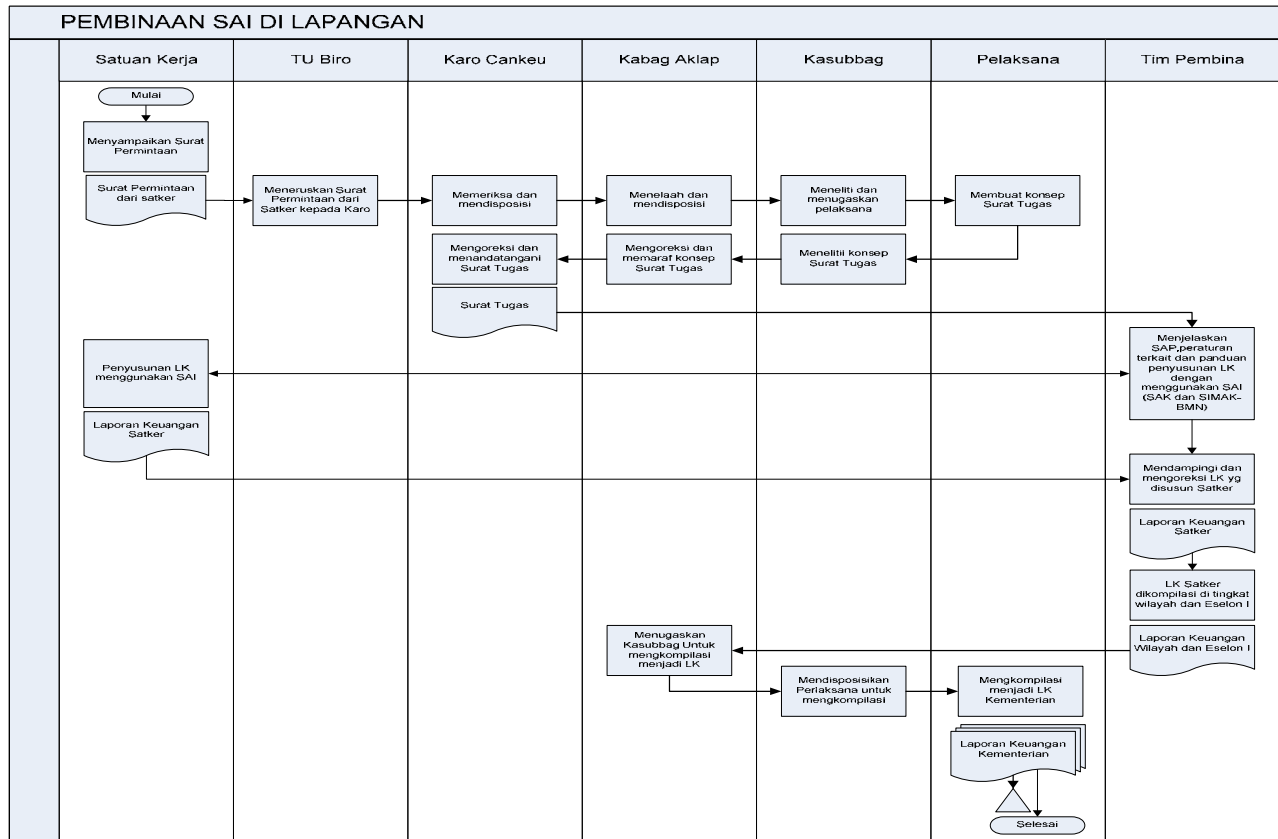 PEMBINAAN SAI DI LAPANGAN
Satuan Kerja
TU Biro
Karo Cankeu
Kabag Aklap
Kasubbag
Pelaksana
Tim Pembina
Mulai
Menyampaikan Surat
Permintaan
Surat Permintaan
dari satker
Meneruskan Surat
Permintaan dari
Satker kepada Karo
Memeriksa dan
mendisposisi
Menelaah dan
mendisposisi
Meneliti dan
menugaskan
pelaksana
Membuat konsep
Surat Tugas
Menelitii konsep
Surat Tugas
Mengoreksi dan
memaraf konsep
Surat Tugas
Mengoreksi dan
menandatangani
Surat Tugas
Surat Tugas
Menjelaskan
SAP,peraturan
terkait dan panduan
penyusunan LK
dengan
menggunakan SAI
(SAK dan SIMAK-
BMN)
Penyusunan LK
menggunakan SAI
Laporan Keuangan
Satker
Mendampingi dan
mengoreksi LK yg
disusun Satker
Laporan Keuangan
Satker
LK Satker
dikompilasi di tingkat
wilayah dan Eselon I
Laporan Keuangan
Wilayah dan Eselon I
Menugaskan
Kasubbag Untuk
mengkompilasi
menjadi LK
Mendisposisikan
Perlaksana untuk
mengkompilasi
Mengkompilasi
menjadi LK
Kementerian
Laporan Keuangan
Kementerian
Selesai